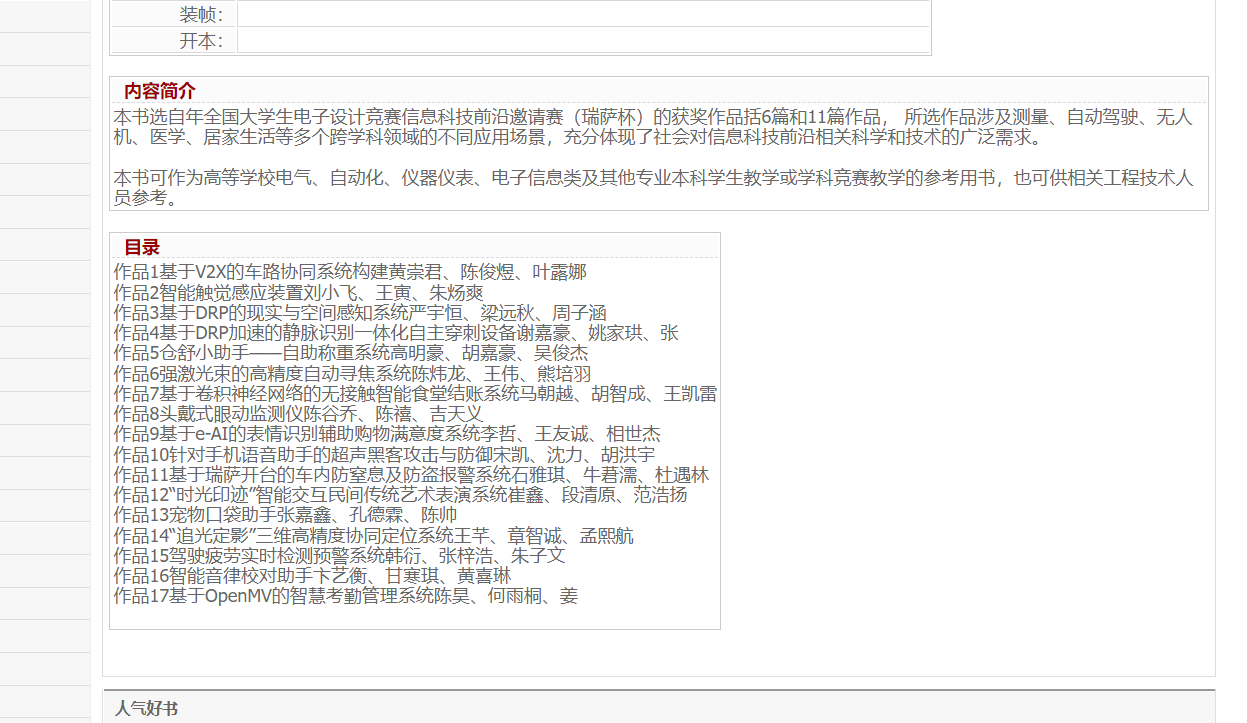 装帧：
开本：
内容简介
本书选自年全国大学生电子设计竞赛信息科技前沿邀请赛（瑞萨杯）的获奖作品括6篇和11篇作品， 所选作品涉及测量、自动驾驶、无人
机、医学、居家生活等多个跨学科领域的不同应用场景，充分体现了社会对信息科技前沿相关科学和技术的广泛需求。
本书可作为高等学校电气、自动化、仪器仪表、电子信息类及其他专业本科学生教学或学科竞赛教学的参考用书，也可供相关工程技术人
员参考。
目录
作品1基于V2X的车路协同系统构建黄崇君、陈俊煜、叶露娜
作品2智能触觉感应装置刘小飞、王寅、朱炀爽
作品3基于DRP的现实与空间感知系统严宇恒、梁远秋、周子涵
作品4基于DRP加速的静脉识别一体化自主穿刺设备谢嘉豪、姚家珙、张
作品5仓舒小助手——自助称重系统高明豪、胡嘉豪、吴俊杰
作品6强激光束的高精度自动寻焦系统陈炜龙、王伟、熊培羽
作品7基于卷积神经网络的无接触智能食堂结账系统马朝越、胡智成、王凯雷
作品8头戴式眼动监测仪陈谷乔、陈禧、吉天义
作品9基于e-AI的表情识别辅助购物满意度系统李哲、王友诚、相世杰
作品10针对手机语音助手的超声黑客攻击与防御宋凯、沈力、胡洪宇
作品11基于瑞萨开台的车内防窒息及防盗报警系统石雅琪、牛莙濡、杜遇林
作品12“时光印迹”智能交互民间传统艺术表演系统崔鑫、段清原、范浩扬
作品13宠物口袋助手张嘉鑫、孔德霖、陈帅
作品14“追光定影”三维高精度协同定位系统王芊、章智诚、孟熙航
作品15驾驶疲劳实时检测预警系统韩衍、张梓浩、朱子文
作品16智能音律校对助手卞艺衡、甘寒琪、黄喜琳
作品17基于OpenMV的智慧考勤管理系统陈昊、何雨桐、姜
人气好书